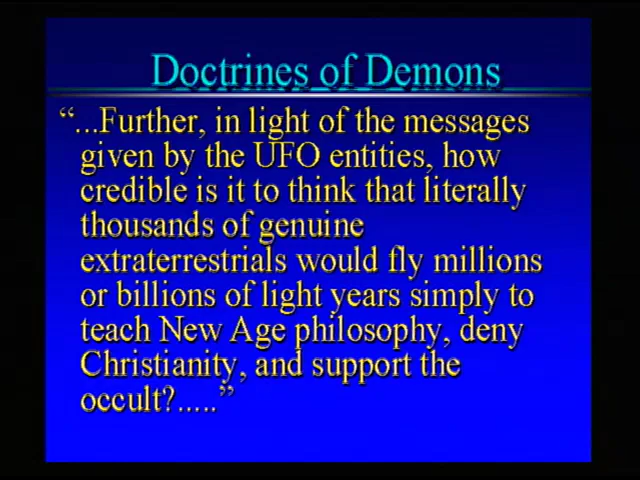 Doctrines of Demons
“...Further, in light of the messages
given by the UFO entities, how
credible is it to think that literally
thousands of genuine
extraterrestrials would fly millions
or billions of light years simply to
teach New Age philosophy, deny
Christianity, and support the
occult?.....”